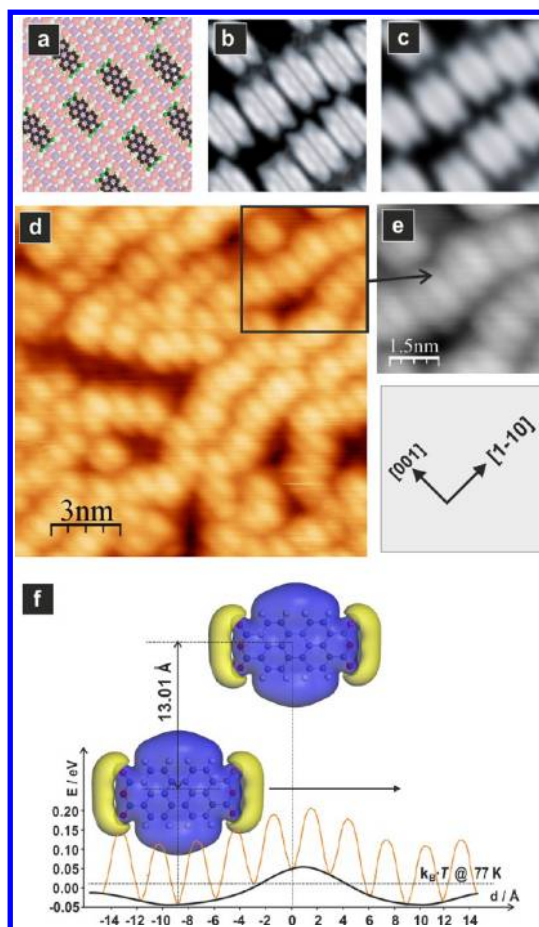 a
b
c
d
e
3nm
1.5nm
[001]
[1-10]
f
13.01 Å
E / eV
0.20
0.15
0.10
0.05
0.00
-0.05
k_B·T @ 77 K
d / Å
-14 -12 -10 -8 -6 -4 -2 0 2 4 6 8 10 12 14